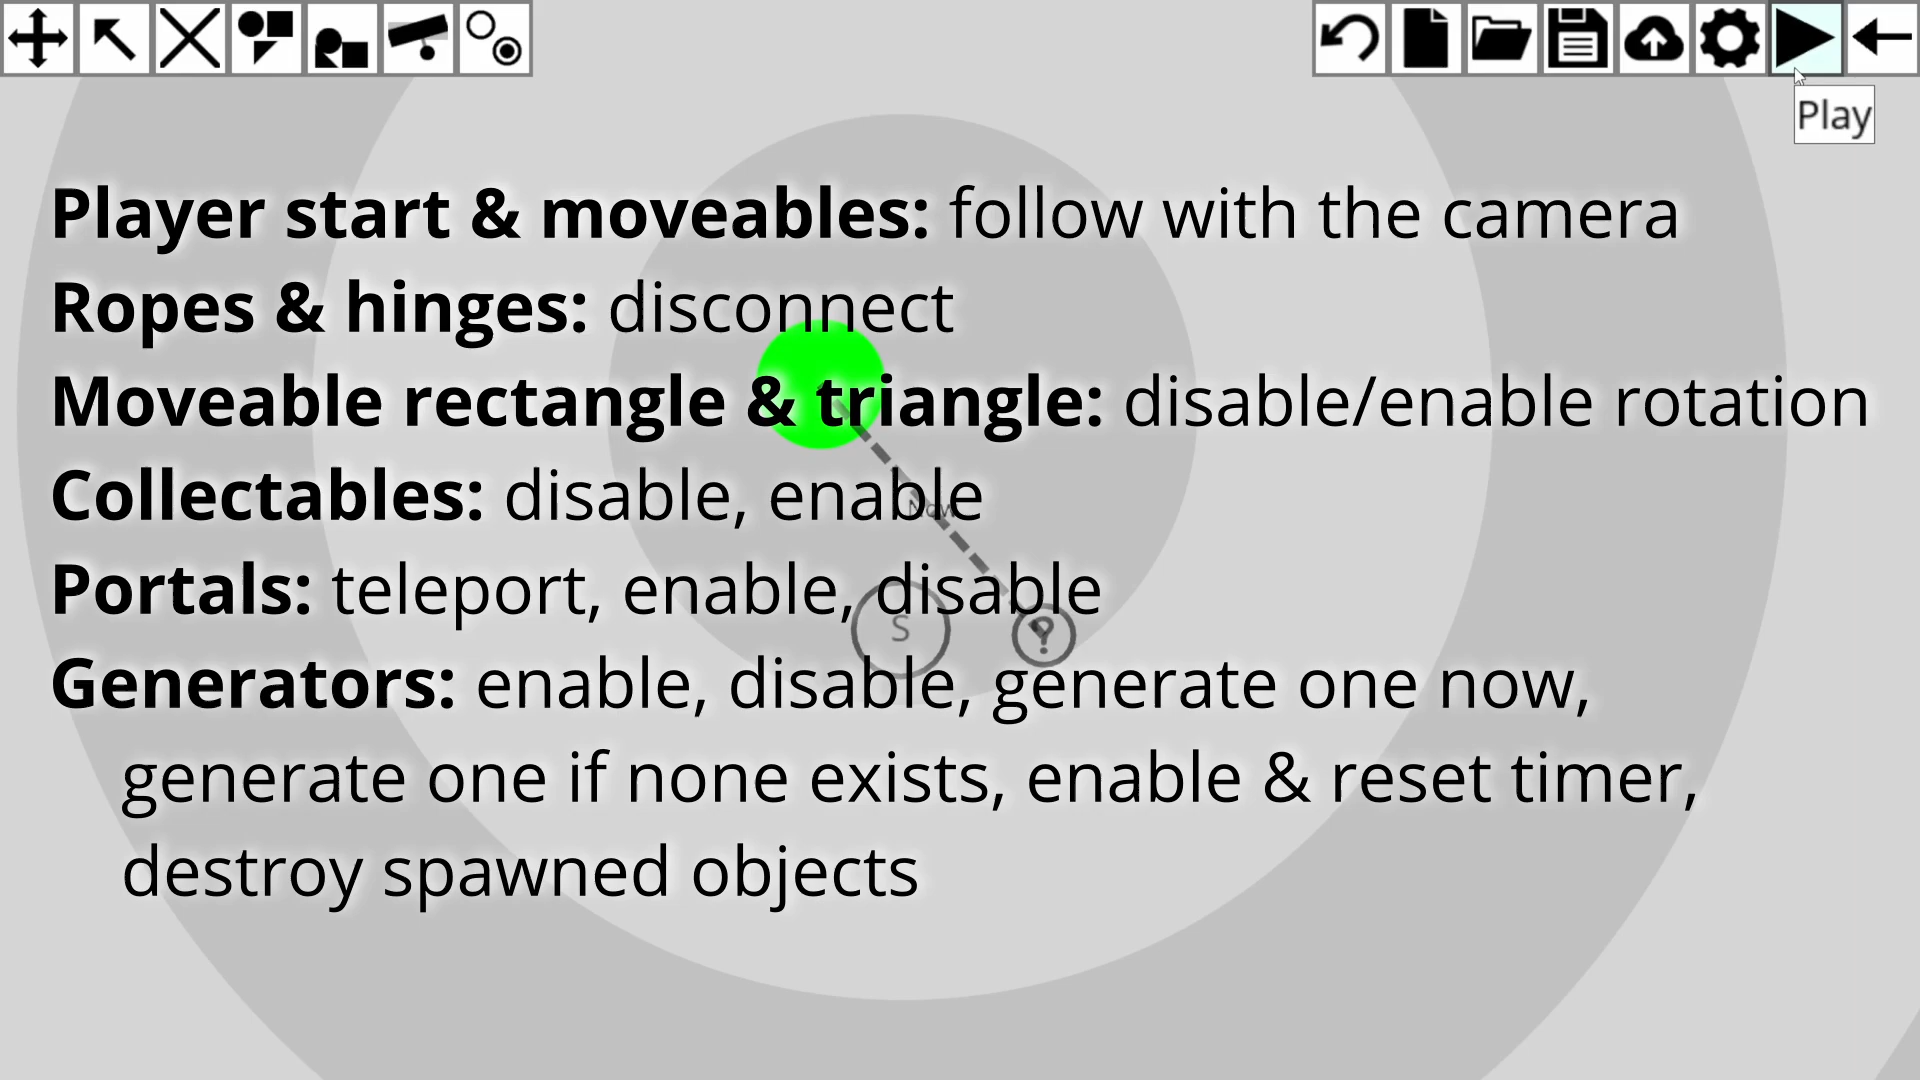 Play
Player start & moveables: follow with the camera
Ropes & hinges: disconnect
Moveable rectangle & triangle: disable/enable rotation
Collectables: disable, enable
Now
Portals: teleport, enable, disable
S
?
Generators: enable, disable, generate one now,
generate one if none exists, enable & reset timer,
destroy spawned objects